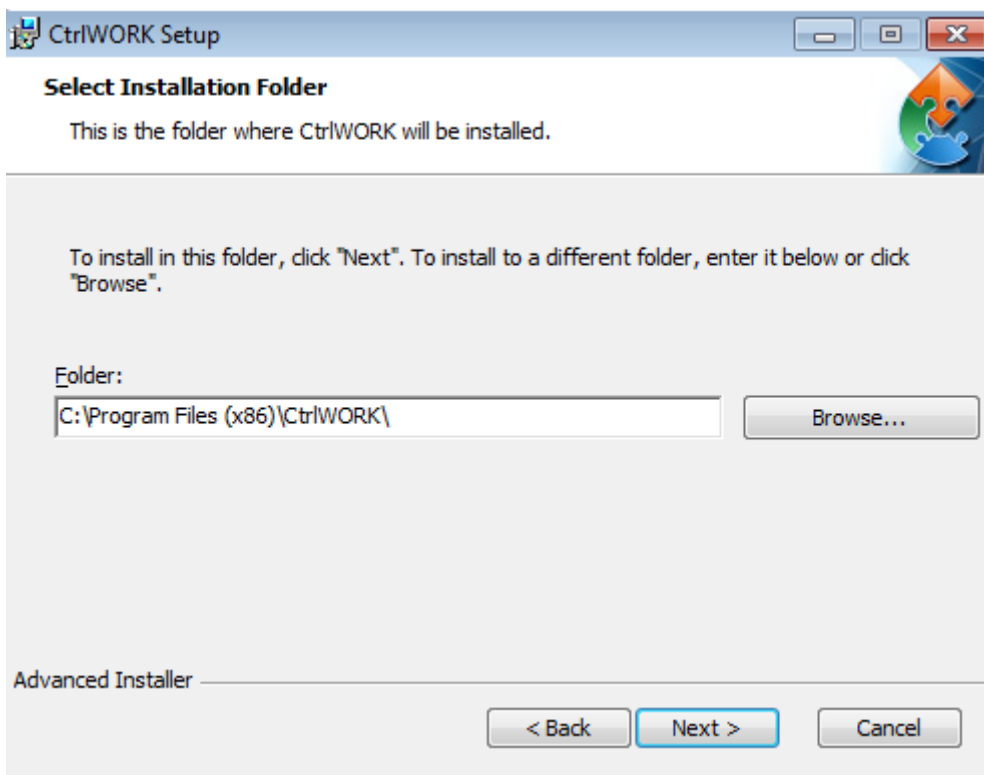 CtrlWORK Setup
Select Installation Folder
This is the folder where CtrlWORK will be installed.
To install in this folder, click "Next". To install to a different folder, enter it below or click
"Browse".
Folder:
C:\Program Files (x86)\CtrlWORK\
Browse...
Advanced Installer
< Back
Next >
Cancel